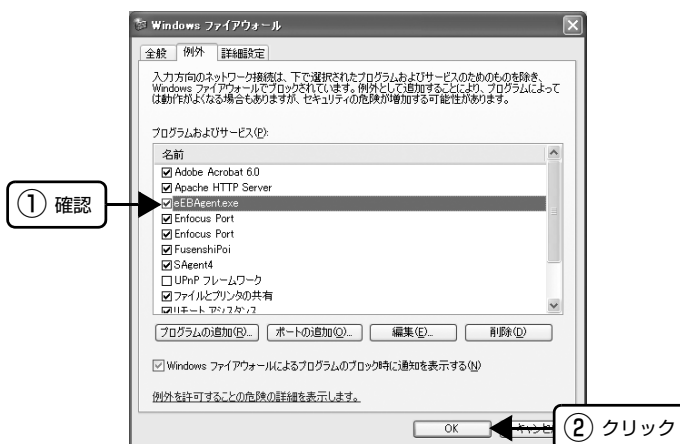 Windows ファイアウォール
全般 例外 詳細設定
入力方向のネットワーク接続は、下で選択されたプログラムおよびサービスのためのものを除き、
Windows ファイアウォールでブロックされています。例外として追加することにより、プログラムによって
は動作がよくなる場合もありますが、セキュリティの危険が増加する可能性があります。
プログラムおよびサービス(P):
名前
Adobe Acrobat 6.0
Apache HTTP Server
① 確認
eEBAgent.exe
Enfocus Port
Enfocus Port
FusenshiPoi
SAgent4
UPnP フレームワーク
ファイルとプリンタの共有
リモート アシスタンス
プログラムの追加(R)... ポートの追加(O)... 編集(E)... 削除(D)
Windows ファイアウォールによるプログラムのブロック時に通知を表示する(N)
例外を許可することの危険の詳細を表示します。
OK
② クリック